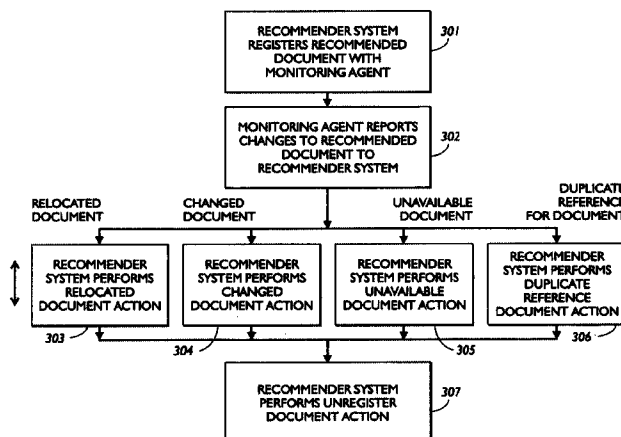 RECOMMENDER SYSTEM
REGISTERS RECOMMENDED
DOCUMENT WITH
MONITORING AGENT
301
MONITORING AGENT REPORTS
CHANGES TO RECOMMENDED
DOCUMENT TO
RECOMMENDER SYSTEM
302
RELOCATED
DOCUMENT
CHANGED
DOCUMENT
UNAVAILABLE
DOCUMENT
DUPLICATE
REFERENCE
FOR DOCUMENT
RECOMMENDER
SYSTEM PERFORMS
RELOCATED
DOCUMENT ACTION
303
RECOMMENDER
SYSTEM PERFORMS
CHANGED
DOCUMENT ACTION
304
RECOMMENDER
SYSTEM PERFORMS
UNAVAILABLE
DOCUMENT ACTION
305
RECOMMENDER
SYSTEM PERFORMS
DUPLICATE
REFERENCE
DOCUMENT ACTION
306
RECOMMENDER SYSTEM
PERFORMS UNREGISTER
DOCUMENT ACTION
307